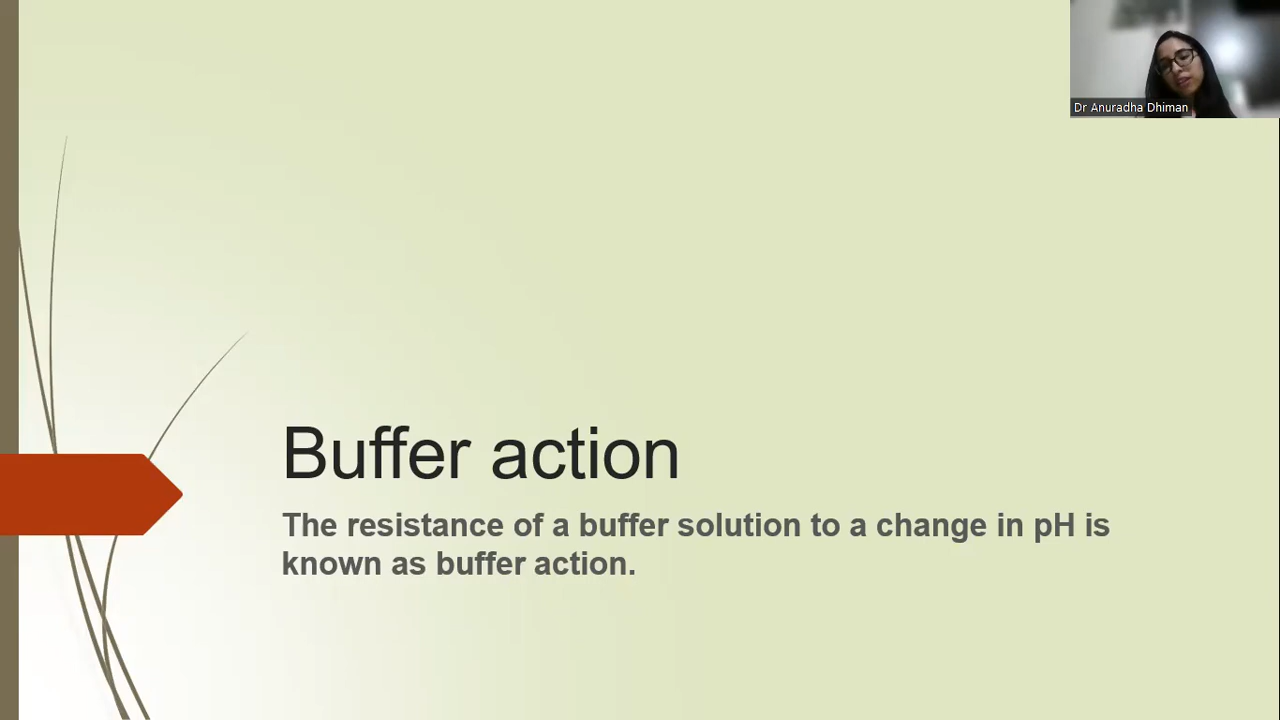 Dr Anuradha Dhiman
Buffer action
The resistance of a buffer solution to a change in pH is
known as buffer action.